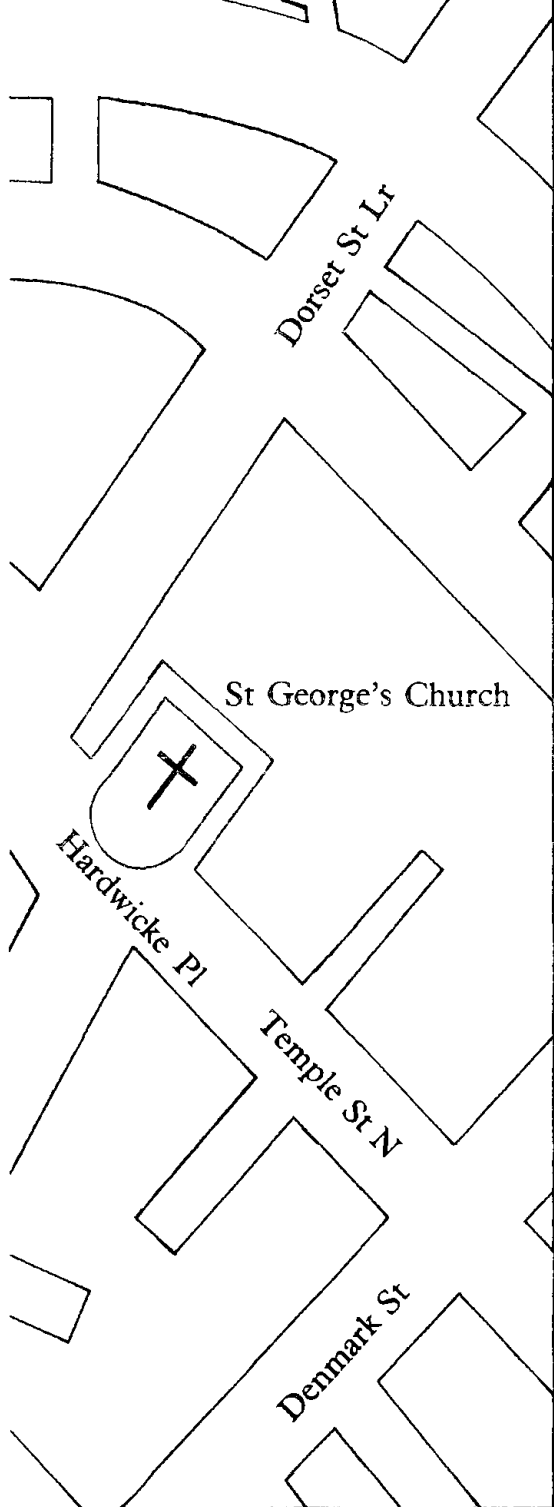 Dorset St Lr
St George's Church
Hardwicke Pl
Temple St N
Denmark St